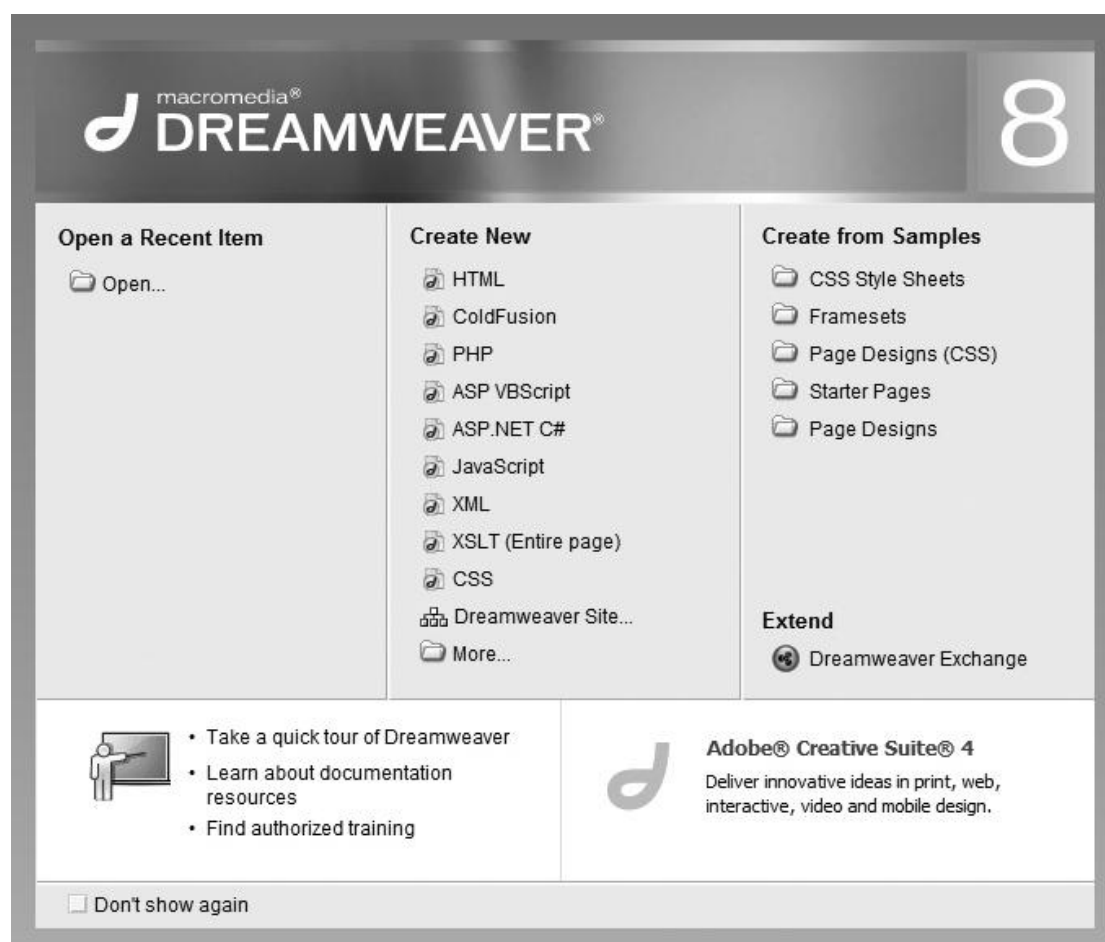 macromedia®
DREAMWEAVER®
8
Open a Recent Item
Open...
Create New
HTML
ColdFusion
PHP
ASP VBScript
ASP.NET C#
JavaScript
XML
XSLT (Entire page)
CSS
Dreamweaver Site...
More...
Create from Samples
CSS Style Sheets
Framesets
Page Designs (CSS)
Starter Pages
Page Designs
Extend
Dreamweaver Exchange
• Take a quick tour of Dreamweaver
• Learn about documentation
resources
• Find authorized training
Adobe® Creative Suite® 4
Deliver innovative ideas in print, web,
interactive, video and mobile design.
Don't show again